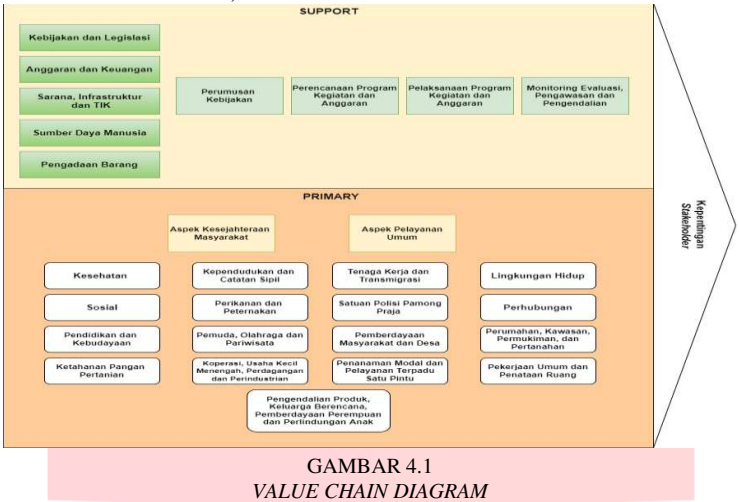 SUPPORT
Kebijakan dan Legislasi
Anggaran dan Keuangan
Sarana, Infrastruktur
dan TIK
Sumber Daya Manusia
Pengadaan Barang
Perumusan
Kebijakan
Perencanaan Program
Kegiatan dan
Anggaran
Pelaksanaan Program
Kegiatan dan
Anggaran
Monitoring Evaluasi,
Pengawasan dan
Pengendalian
PRIMARY
Aspek Kesejahteraan
Masyarakat
Aspek Pelayanan
Umum
Kesehatan
Kependudukan dan
Catatan Sipil
Tenaga Kerja dan
Transmigrasi
Lingkungan Hidup
Sosial
Perikanan dan
Peternakan
Satuan Polisi Pamong
Praja
Perhubungan
Pendidikan dan
Kebudayaan
Pemuda, Olahraga dan
Pariwisata
Pemberdayaan
Masyarakat dan Desa
Perumahan, Kawasan,
Permukiman, dan
Pertanahan
Ketahanan Pangan
Pertanian
Koperasi, Usaha Kecil
Menengah, Perdagangan
dan Perindustrian
Penanaman Modal dan
Pelayanan Terpadu
Satu Pintu
Pekerjaan Umum dan
Penataan Ruang
Pengendalian Produk,
Keluarga Berencana,
Pemberdayaan Perempuan
dan Perlindungan Anak
Kepentingan
Stakeholder
GAMBAR 4.1
VALUE CHAIN DIAGRAM